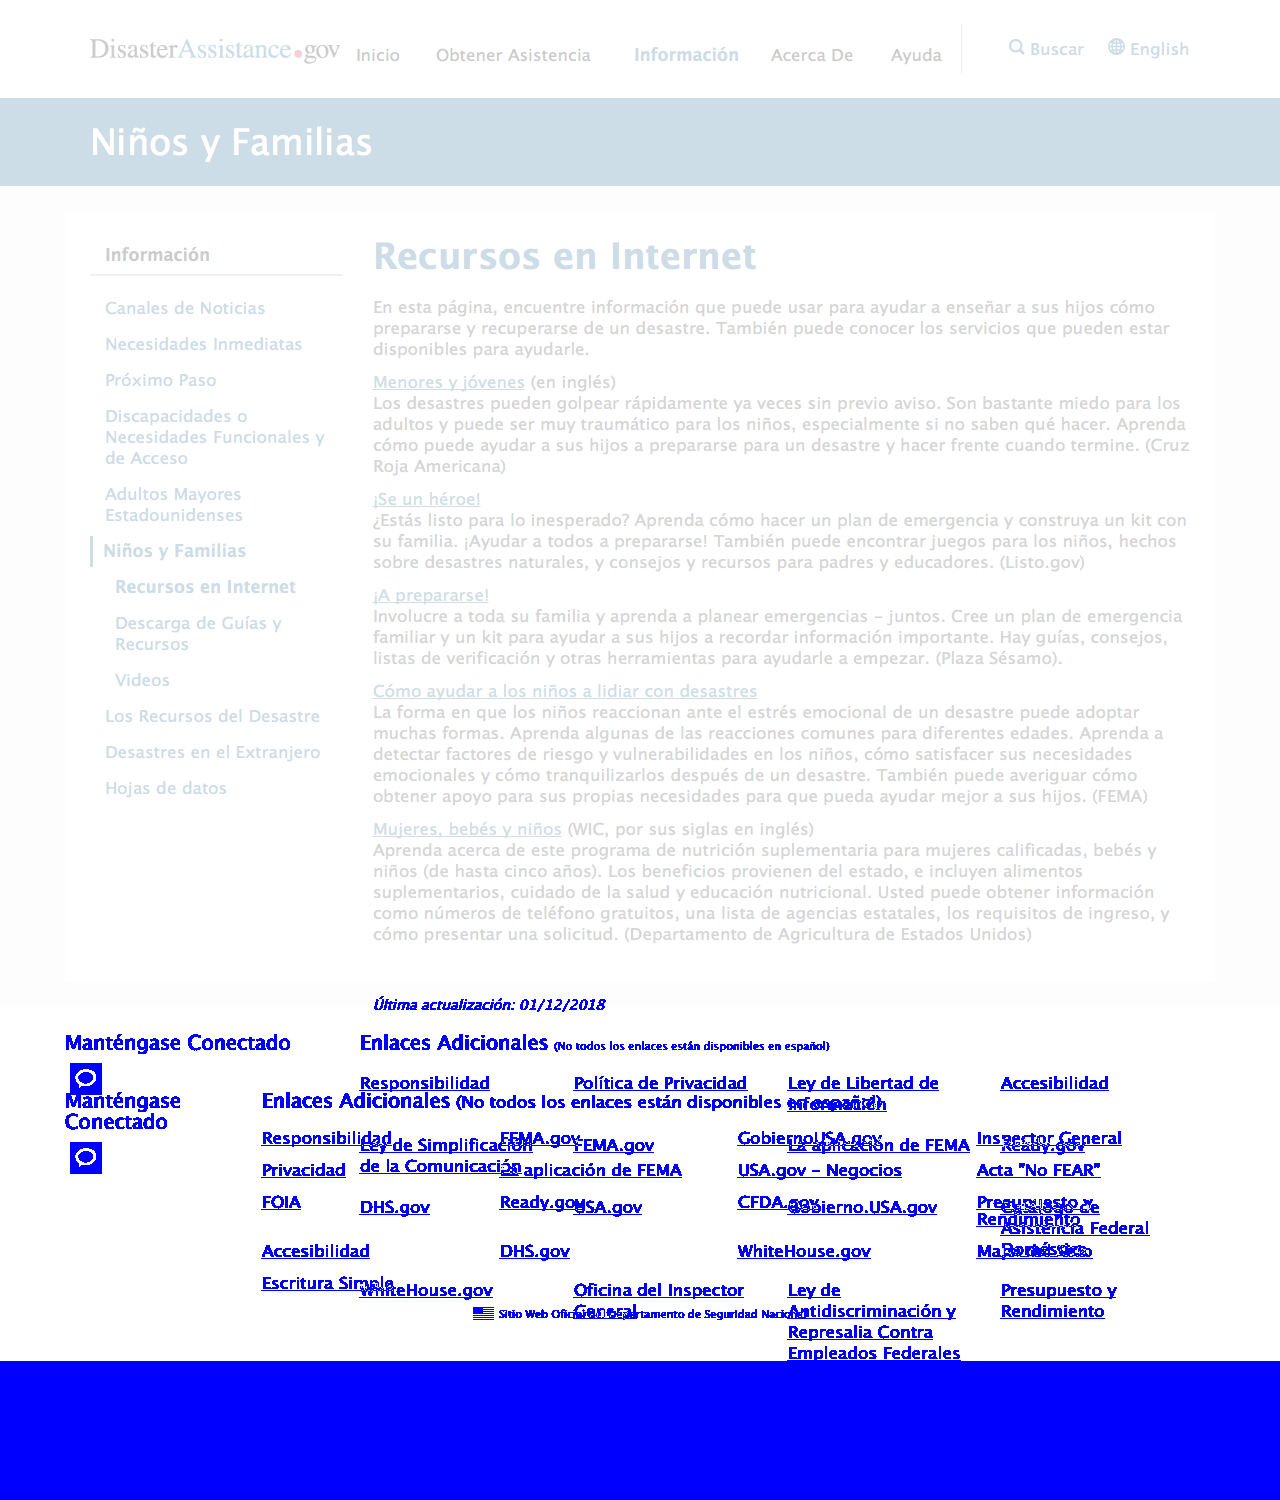 DisasterAssistance.gov Inicio Obtener Asistencia Información Acerca De Ayuda Buscar English
Niños y Familias
Información
Canales de Noticias
Necesidades Inmediatas
Próximo Paso
Discapacidades o
Necesidades Funcionales y
de Acceso
Adultos Mayores
Estadounidenses
Niños y Familias
Recursos en Internet
Descarga de Guías y
Recursos
Videos
Los Recursos del Desastre
Desastres en el Extranjero
Hojas de datos
Recursos en Internet
En esta página, encuentre información que puede usar para ayudar a enseñar a sus hijos cómo
prepararse y recuperarse de un desastre. También puede conocer los servicios que pueden estar
disponibles para ayudarle.
Menores y jóvenes (en inglés)
Los desastres pueden golpear rápidamente ya veces sin previo aviso. Son bastante miedo para los
adultos y puede ser muy traumático para los niños, especialmente si no saben qué hacer. Aprenda
cómo puede ayudar a sus hijos a prepararse para un desastre y hacer frente cuando termine. (Cruz
Roja Americana)
¡Se un héroe!
¿Estás listo para lo inesperado? Aprenda cómo hacer un plan de emergencia y construya un kit con
su familia. ¡Ayudar a todos a prepararse! También puede encontrar juegos para los niños, hechos
sobre desastres naturales, y consejos y recursos para padres y educadores. (Listo.gov)
¡A prepararse!
Involucre a toda su familia y aprenda a planear emergencias – juntos. Cree un plan de emergencia
familiar y un kit para ayudar a sus hijos a recordar información importante. Hay guías, consejos,
listas de verificación y otras herramientas para ayudarle a empezar. (Plaza Sésamo).
Cómo ayudar a los niños a lidiar con desastres
La forma en que los niños reaccionan ante el estrés emocional de un desastre puede adoptar
muchas formas. Aprenda algunas de las reacciones comunes para diferentes edades. Aprenda a
detectar factores de riesgo y vulnerabilidades en los niños, cómo satisfacer sus necesidades
emocionales y cómo tranquilizarlos después de un desastre. También puede averiguar cómo
obtener apoyo para sus propias necesidades para que pueda ayudar mejor a sus hijos. (FEMA)
Mujeres, bebés y niños (WIC, por sus siglas en inglés)
Aprenda acerca de este programa de nutrición suplementaria para mujeres calificadas, bebés y
niños (de hasta cinco años). Los beneficios provienen del estado, e incluyen alimentos
suplementarios, cuidado de la salud y educación nutricional. Usted puede obtener información
como números de teléfono gratuitos, una lista de agencias estatales, los requisitos de ingreso, y
cómo presentar una solicitud. (Departamento de Agricultura de Estados Unidos)
Última actualización: 01/12/2018
Manténgase Conectado
Enlaces Adicionales (No todos los enlaces están disponibles en español)
Responsibilidad Política de Privacidad Ley de Libertad de Accesibilidad
Información
Manténgase
Conectado
Enlaces Adicionales (No todos los enlaces están disponibles en español)
Responsibilidad FEMA.gov GobiernoUSA.gov Inspector General
Ley de Simplificación FEMA.gov La aplicación de FEMA Ready.gov
de la Comunicación
Privacidad La aplicación de FEMA USA.gov – Negocios Acta "No FEAR"
FOIA Ready.gov CFDA.gov Presupuesto y
Rendimiento
DHS.gov USA.gov Gobierno.USA.gov Catálogo de
Asistencia Federal
Accesibilidad DHS.gov WhiteHouse.gov
Escritura Simple
WhiteHouse.gov Oficina del Inspector Ley de Presupuesto y
General Antidiscriminación y Rendimiento
Represalia Contra
Empleados Federales
Sitio Web Oficial del Departamento de Seguridad Nacional